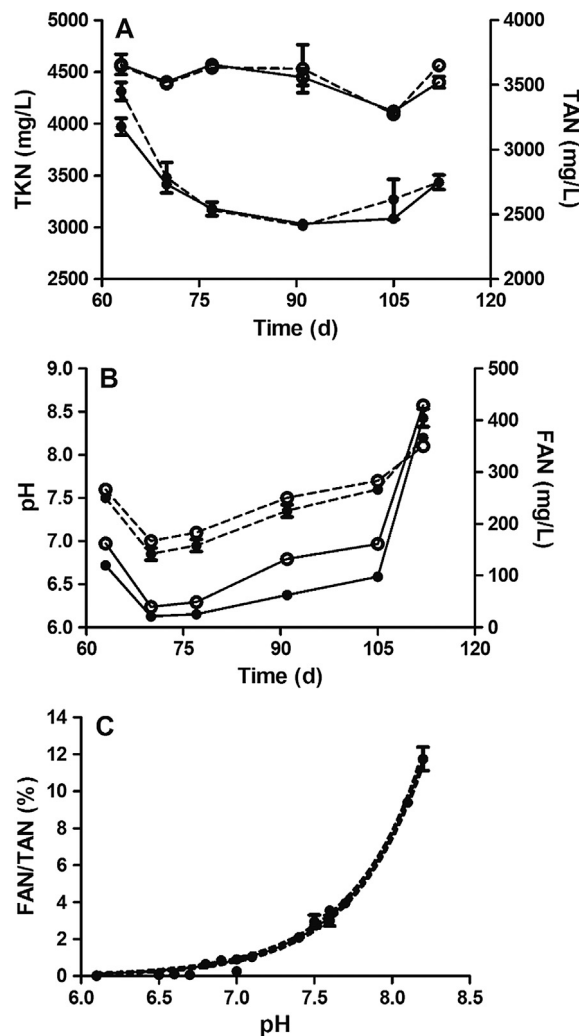 A
TKN (mg/L)
5000
4500
4000
3500
3000
2500
4000
3500
3000
2500
2000
TAN (mg/L)
60 75 90 105 120
Time (d)
B
pH
9.0
8.5
8.0
7.5
7.0
6.5
6.0
500
400
300
200
100
0
FAN (mg/L)
60 75 90 105 120
Time (d)
C
FAN/TAN (%)
14
12
10
8
6
4
2
0
6.0 6.5 7.0 7.5 8.0 8.5
pH